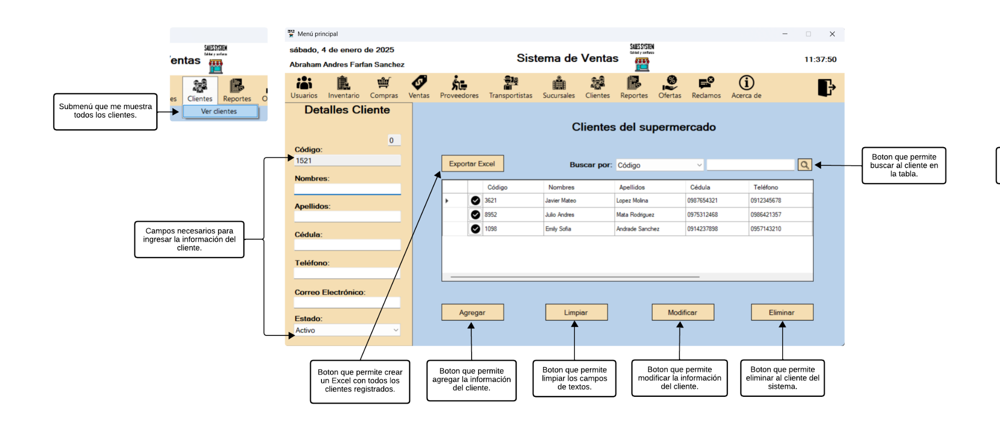 SALES SYSTEM
Calidad y confianza
entas
es
Clientes
Reportes
O
Ver clientes
Submenú que me muestra
todos los clientes.
Menú principal
sábado, 4 de enero de 2025
Abraham Andres Farfan Sanchez
Sistema de Ventas
SALES SYSTEM
Calidad y confianza
11:37:50
Usuarios
Inventario
Compras
Ventas
Proveedores
Transportistas
Sucursales
Clientes
Reportes
Ofertas
Reclamos
Acerca de
Detalles Cliente
0
Código:
1521
Nombres:
Apellidos:
Cédula:
Teléfono:
Correo Electrónico:
Estado:
Activo
Campos necesarios para
ingresar la información del
cliente.
Clientes del supermercado
Exportar Excel
Buscar por: Código
Boton que permite
buscar al cliente en
la tabla.
Código Nombres Apellidos Cédula Teléfono
3621 Javier Mateo Lopez Molina 0987654321 0912345678
8952 Julio Andres Mata Rodriguez 0975312468 0986421357
1098 Emily Sofia Andrade Sanchez 0914237898 0957143210
Agregar
Limpiar
Modificar
Eliminar
Boton que permite crear
un Excel con todos los
clientes registrados.
Boton que permite
agregar la información
del cliente.
Boton que permite
limpiar los campos
de textos.
Boton que permite
modificar la información
del cliente.
Boton que permite
eliminar al cliente del
sistema.